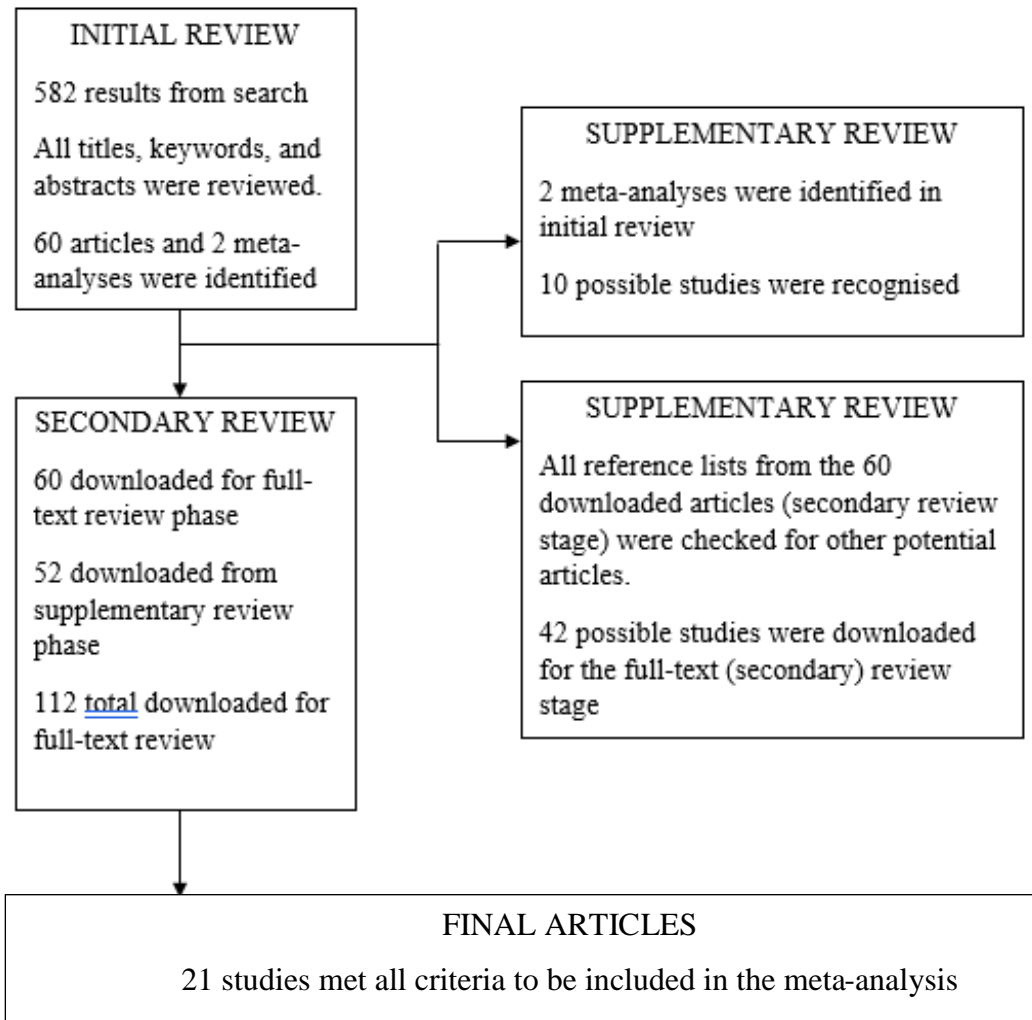 INITIAL REVIEW
582 results from search
All titles, keywords, and
abstracts were reviewed.
60 articles and 2 meta-
analyses were identified
SUPPLEMENTARY REVIEW
2 meta-analyses were identified in
initial review
10 possible studies were recognised
SECONDARY REVIEW
60 downloaded for full-
text review phase
52 downloaded from
supplementary review
phase
112 total downloaded for
full-text review
SUPPLEMENTARY REVIEW
All reference lists from the 60
downloaded articles (secondary review
stage) were checked for other potential
articles.
42 possible studies were downloaded
for the full-text (secondary) review
stage
FINAL ARTICLES
21 studies met all criteria to be included in the meta-analysis